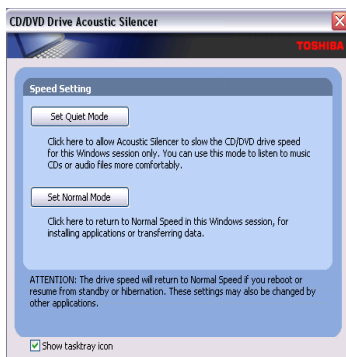 CD/DVD Drive Acoustic Silencer
TOSHIBA
Speed Setting
Set Quiet Mode
Click here to allow Acoustic Silencer to slow the CD/DVD drive speed
for this Windows session only. You can use this mode to listen to music
CDs or audio files more comfortably.
Set Normal Mode
Click here to return to Normal Speed in this Windows session, for
installing applications or transferring data.
ATTENTION: The drive speed will return to Normal Speed if you reboot or
resume from standby or hibernation. These settings may also be changed by
other applications.
Show tasktray icon